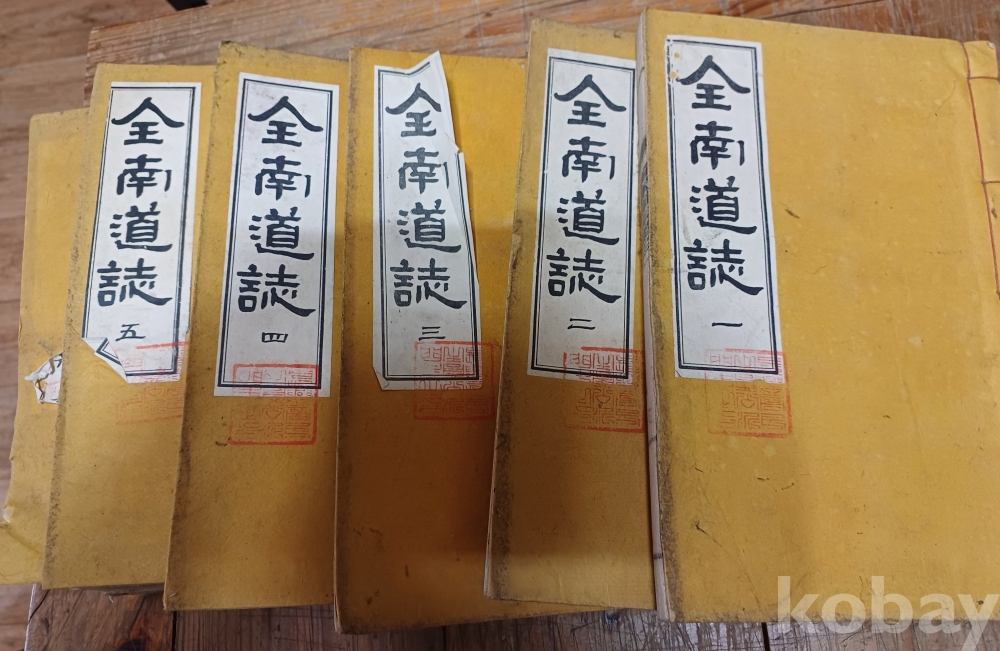 全南道誌 一
全南道誌 二
全南道誌 三
全南道誌 四
全南道誌 五
kobay